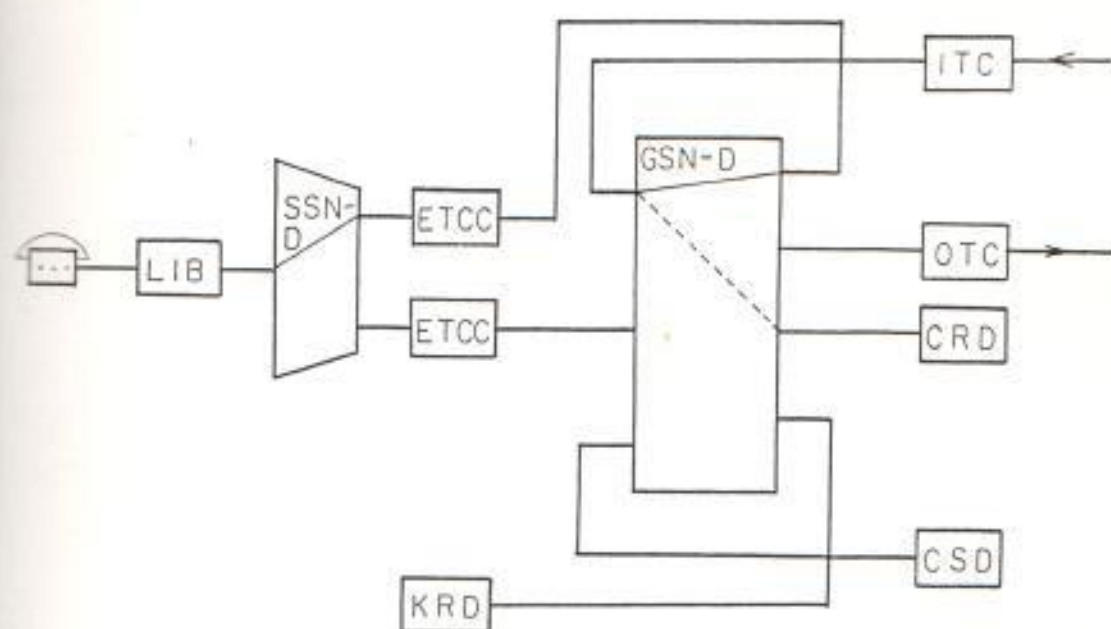 ITC
GSN-D
SSN-
D
ETCC
OTC
LIB
ETCC
CRD
CSD
KRD